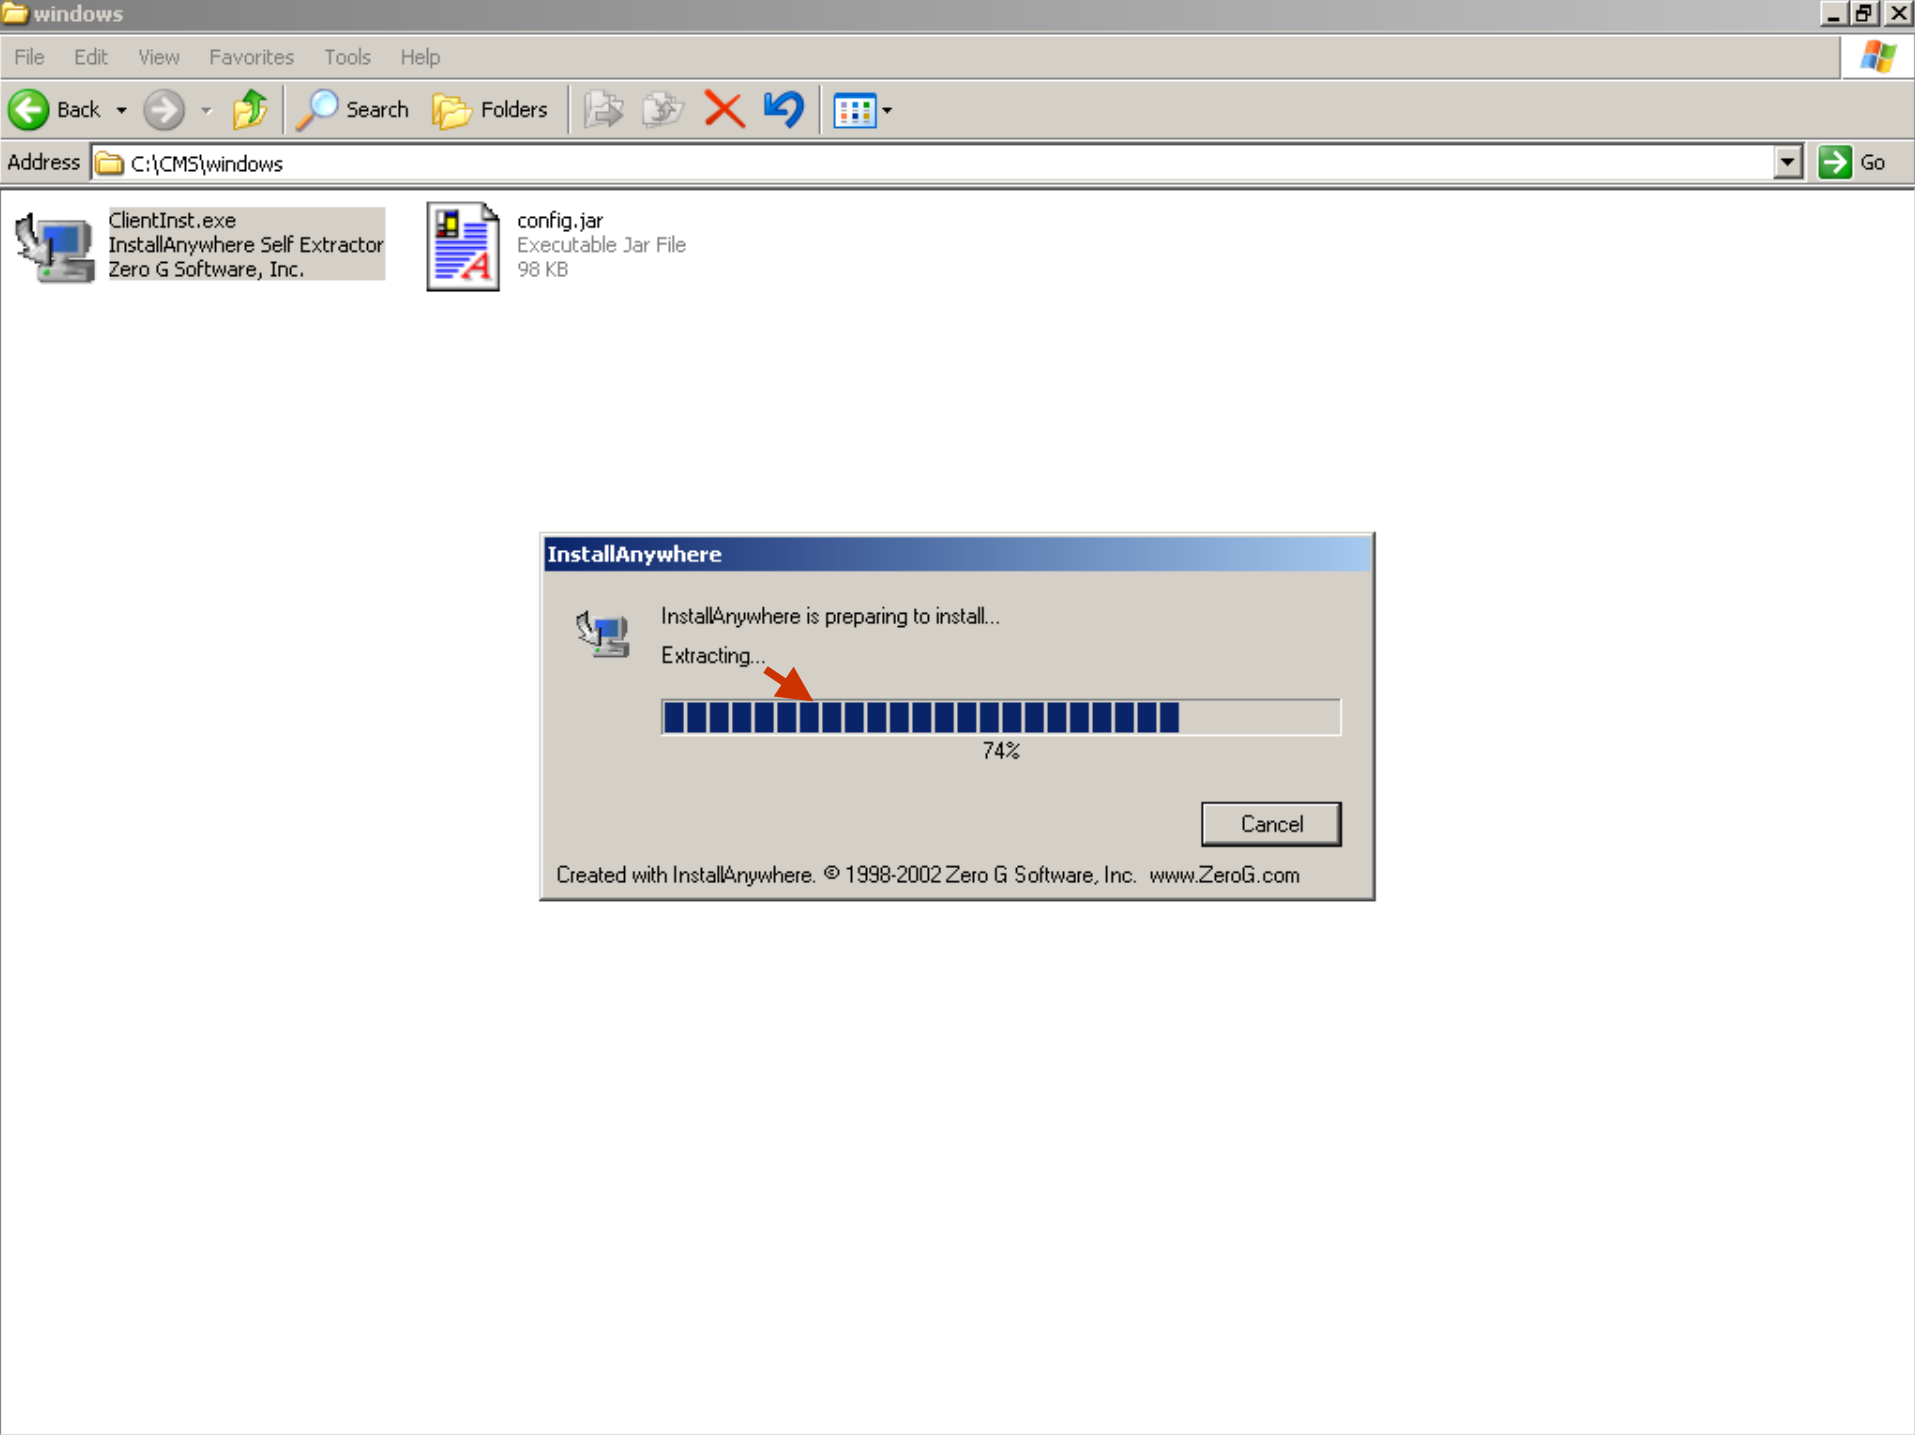 windows
File Edit View Favorites Tools Help
Back Search Folders
Address C:\CMS\windows Go
ClientInst.exe
InstallAnywhere Self Extractor
Zero G Software, Inc.
config.jar
Executable Jar File
98 KB
InstallAnywhere
InstallAnywhere is preparing to install...
Extracting...
74%
Cancel
Created with InstallAnywhere. © 1998-2002 Zero G Software, Inc. www.ZeroG.com